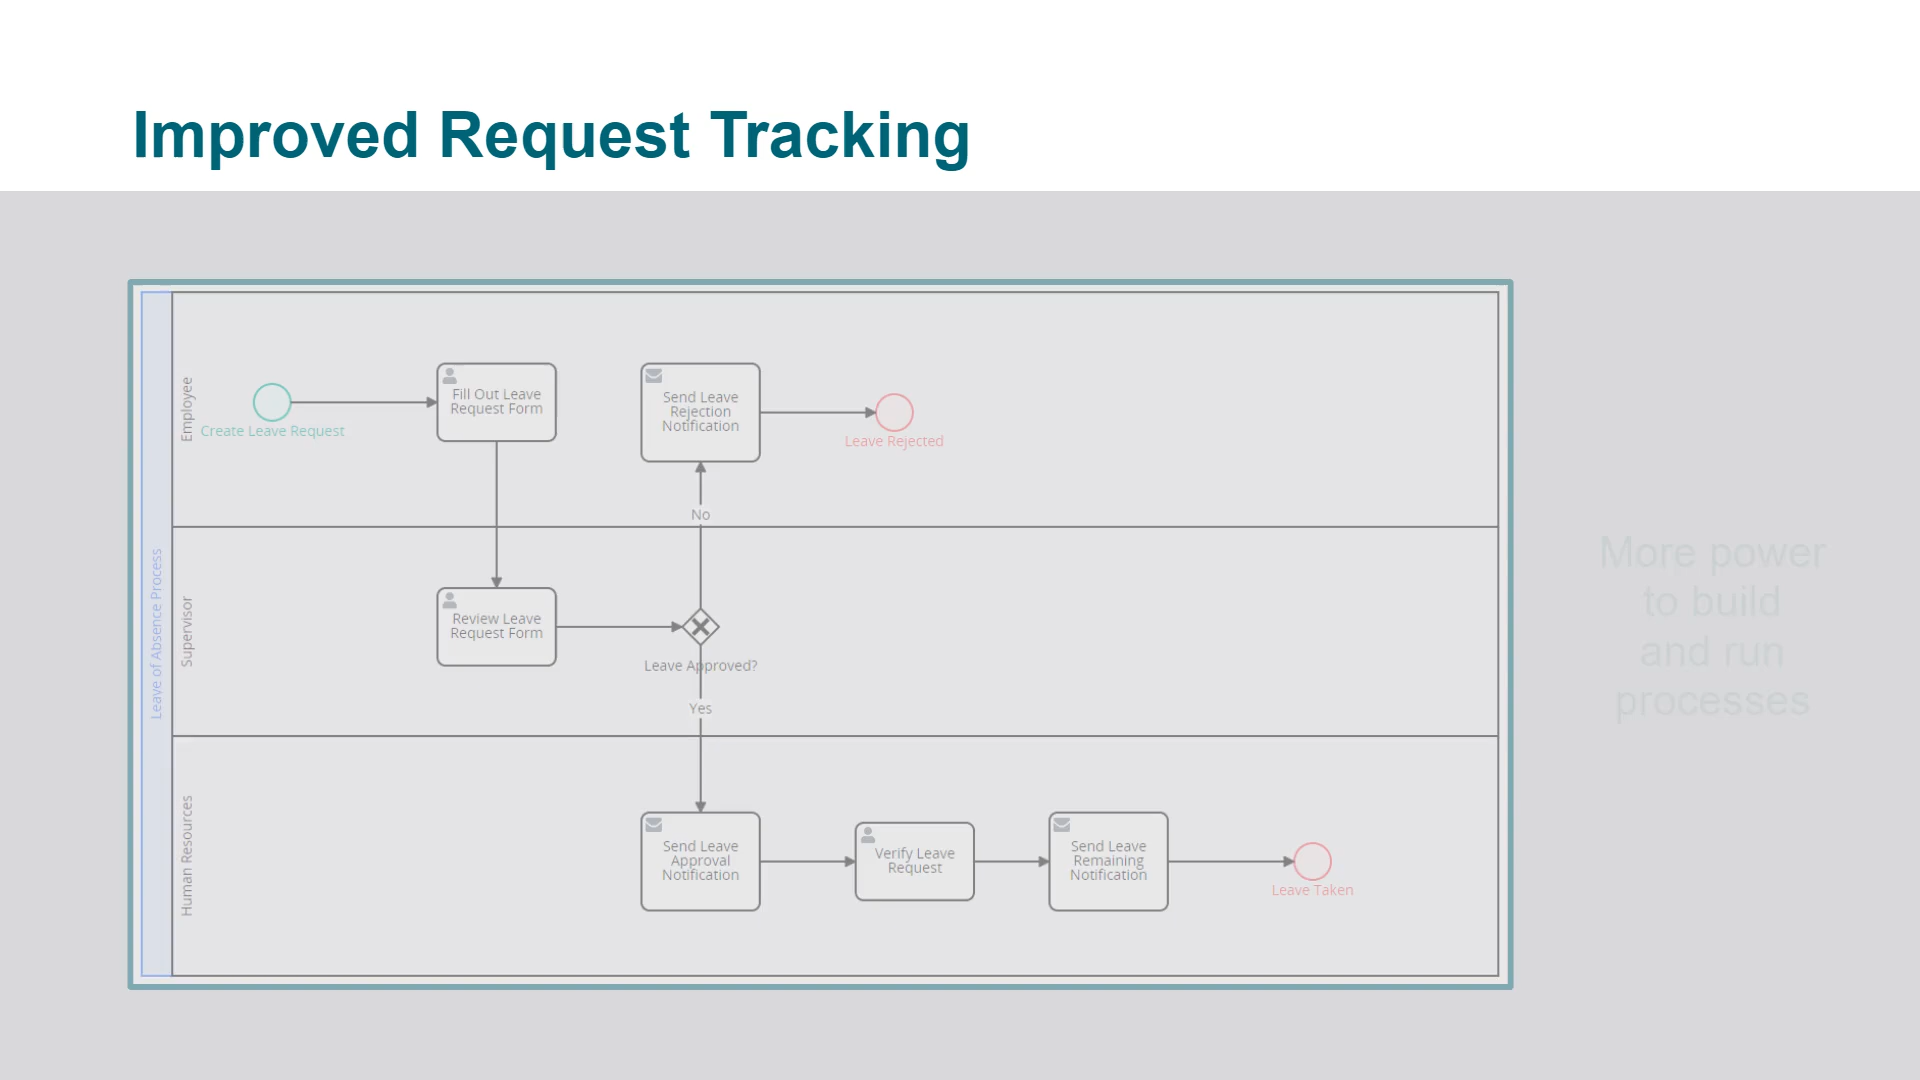 Improved Request Tracking
Leave of Absence Process
Employee
Create Leave Request
Fill Out Leave
Request Form
Send Leave
Rejection
Notification
Leave Rejected
No
Supervisor
Review Leave
Request Form
Leave Approved?
Yes
Human Resources
Send Leave
Approval
Notification
Verify Leave
Request
Send Leave
Remaining
Notification
Leave Taken
More power
to build
and run
processes